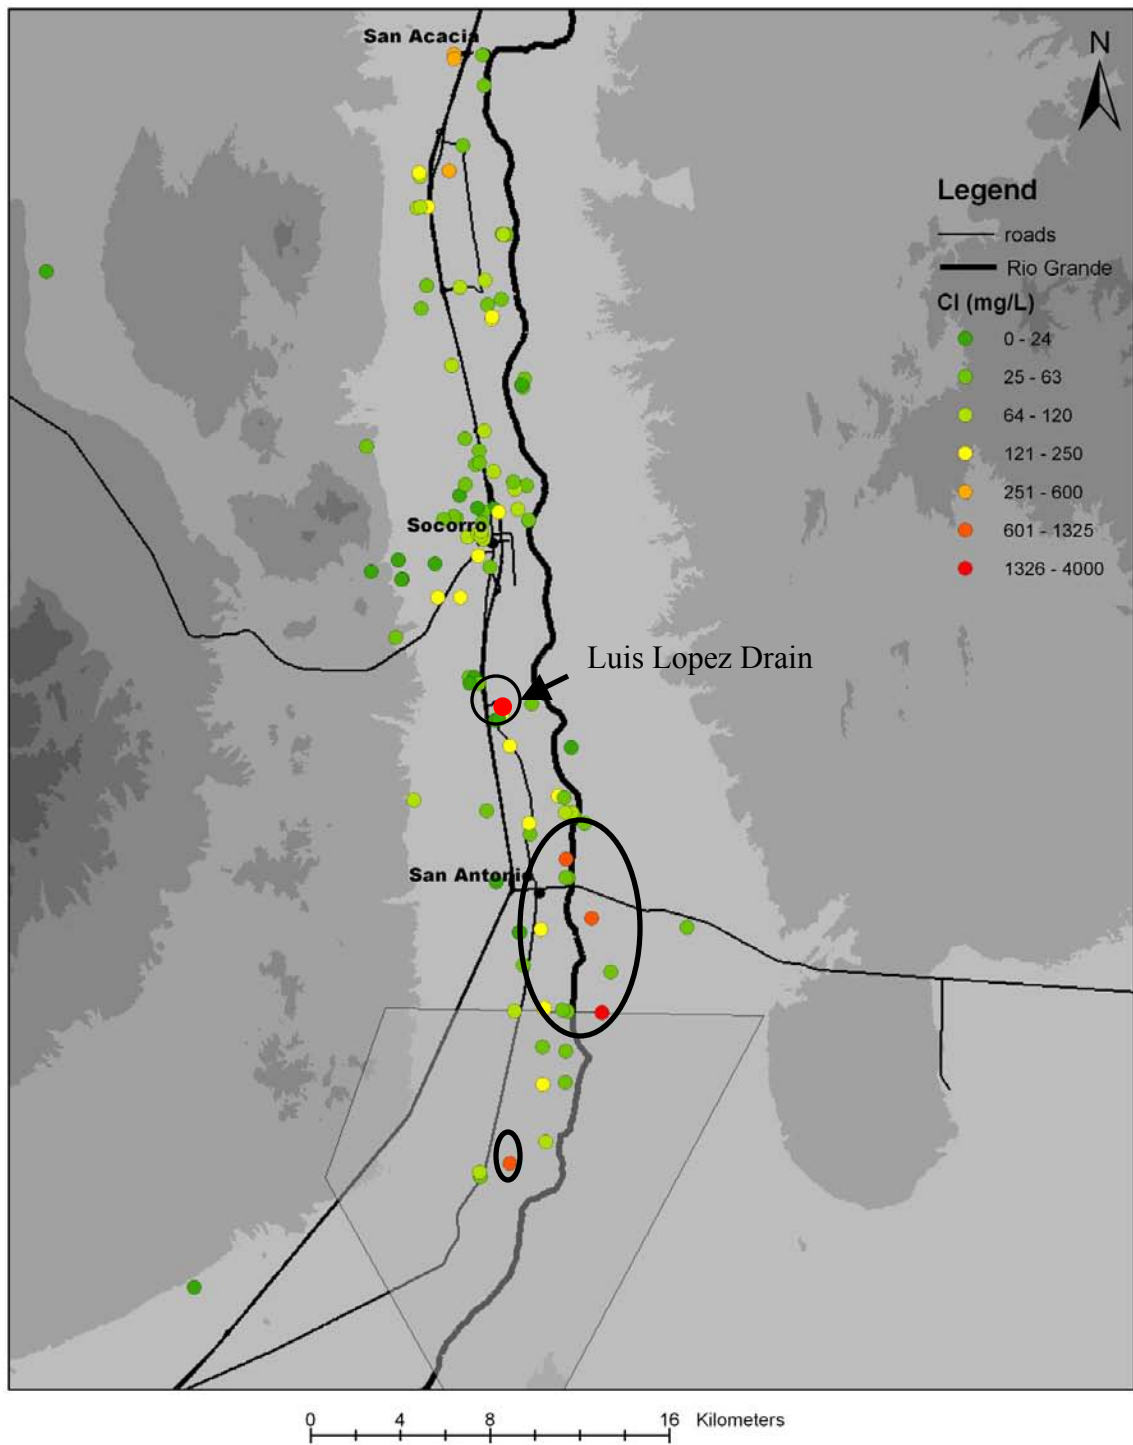 San Acacia
N
Legend
roads
Rio Grande
Cl (mg/L)
0 - 24
25 - 63
64 - 120
121 - 250
251 - 600
601 - 1325
1326 - 4000
Socorro
Luis Lopez Drain
San Antonio
0 4 8 16 Kilometers